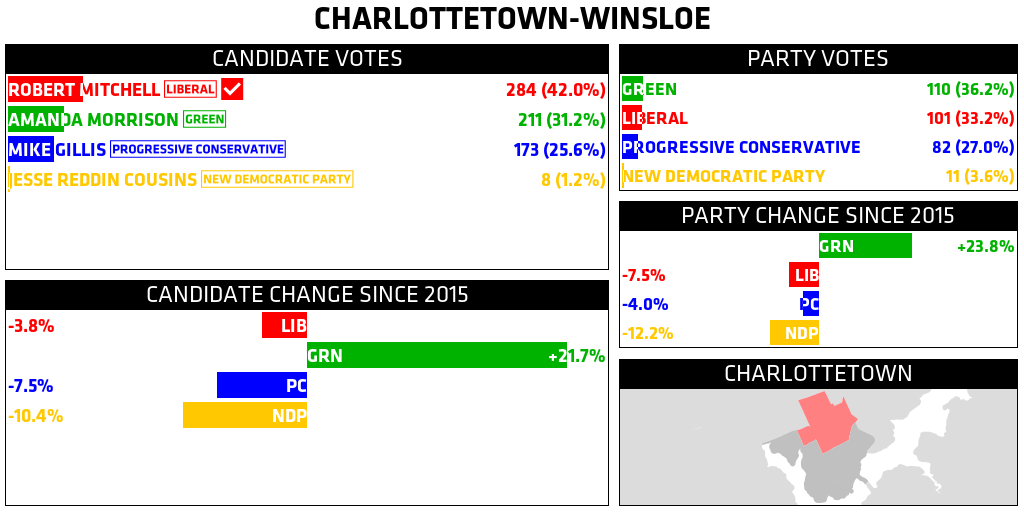 CHARLOTTETOWN-WINSLOE
CANDIDATE VOTES
ROBERT MITCHELL LIBERAL 284 (42.0%)
AMANDA MORRISON GREEN 211 (31.2%)
MIKE GILLIS PROGRESSIVE CONSERVATIVE 173 (25.6%)
JESSE REDDIN COUSINS NEW DEMOCRATIC PARTY 8 (1.2%)
CANDIDATE CHANGE SINCE 2015
-3.8% LIB
GRN +21.7%
-7.5% PC
-10.4% NDP
PARTY VOTES
GREEN 110 (36.2%)
LIBERAL 101 (33.2%)
PROGRESSIVE CONSERVATIVE 82 (27.0%)
NEW DEMOCRATIC PARTY 11 (3.6%)
PARTY CHANGE SINCE 2015
GRN +23.8%
-7.5% LIB
-4.0% PC
-12.2% NDP
CHARLOTTETOWN